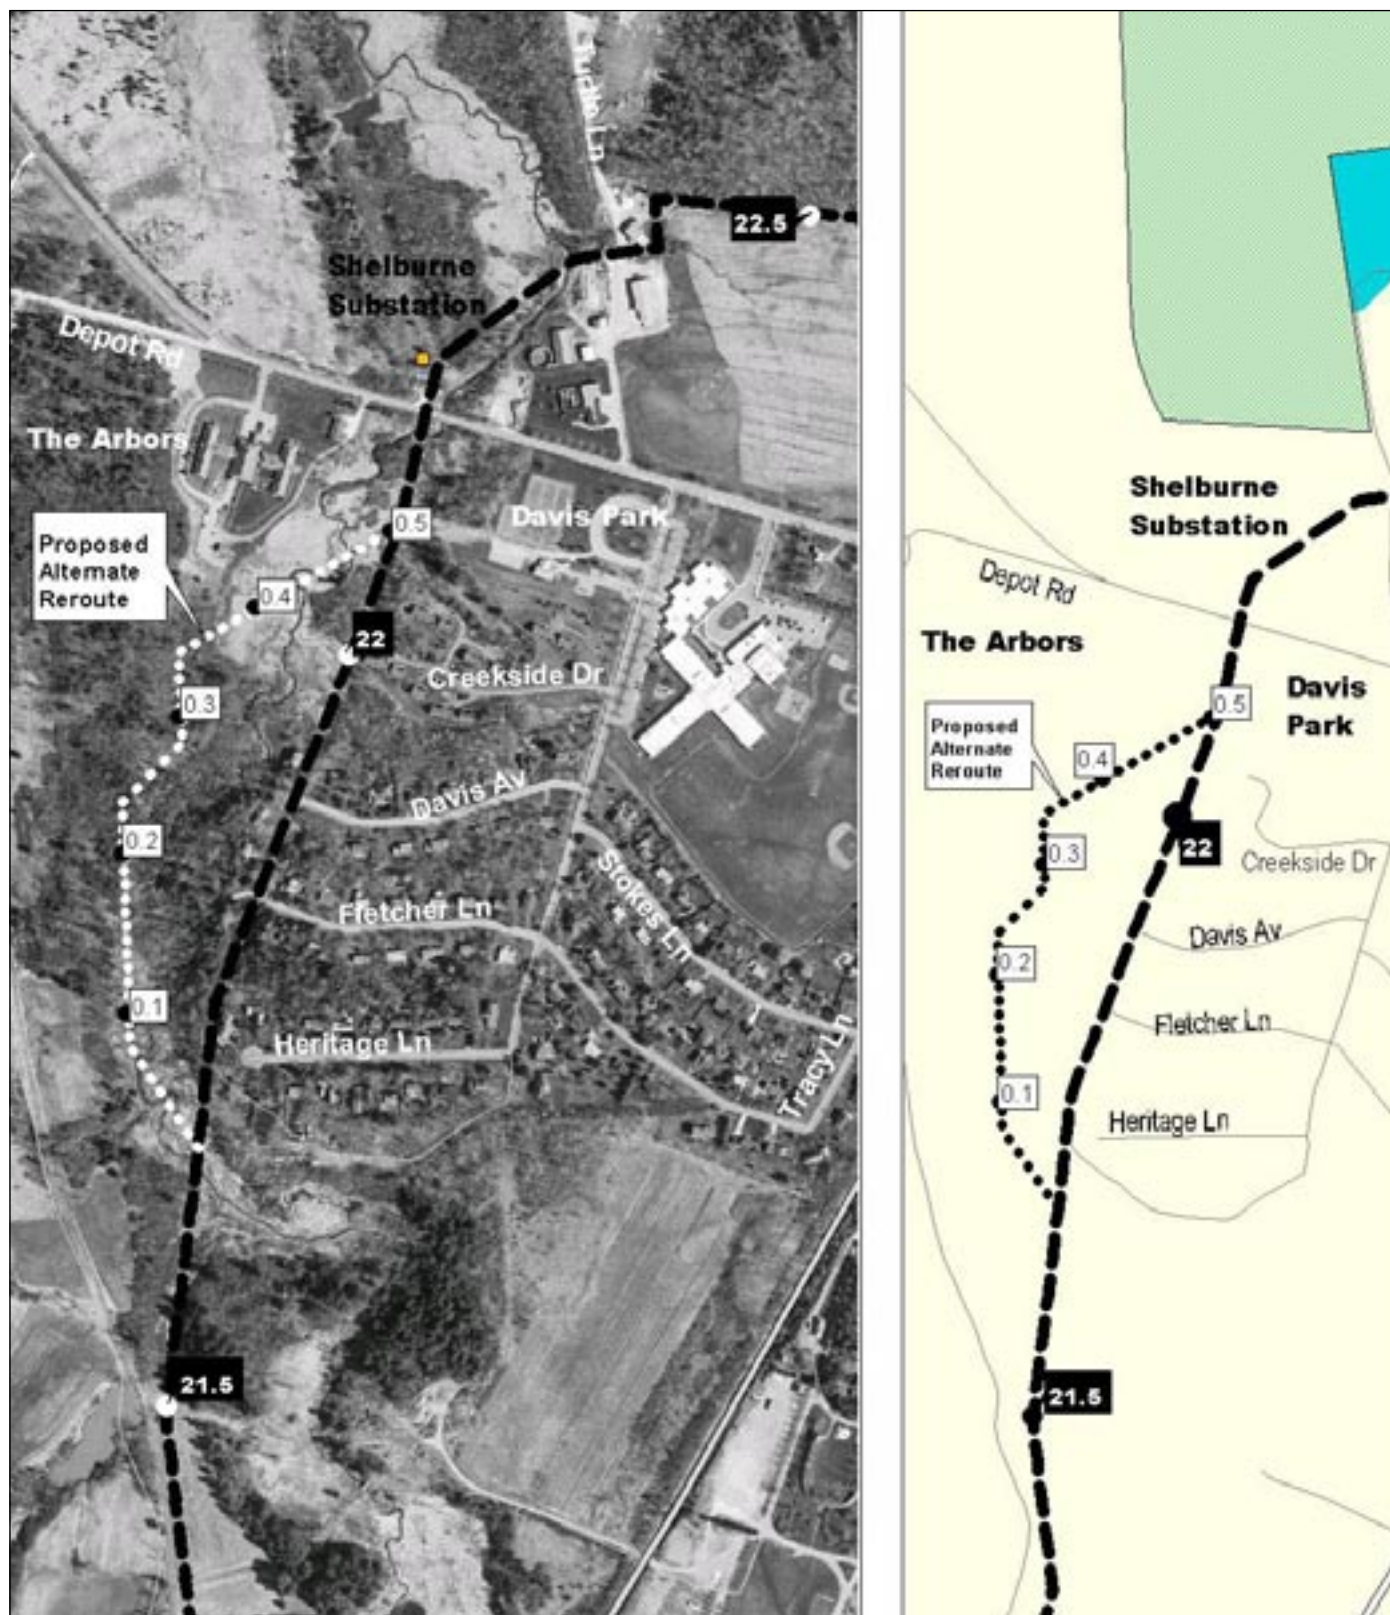 Turtle Ln
22.5
Shelburne
Substation
Depot Rd
The Arbors
Proposed
Alternate
Reroute
0.5
Davis Park
0.4
22
Creekside Dr
0.3
Davis Av
0.2
Stokes Ln
Fletcher Ln
0.1
Heritage Ln
Tracy Ln
21.5
Shelburne
Substation
Depot Rd
The Arbors
Davis
Park
0.5
Proposed
Alternate
Reroute
0.4
22
0.3
Creekside Dr
Davis Av
0.2
Fletcher Ln
0.1
Heritage Ln
21.5